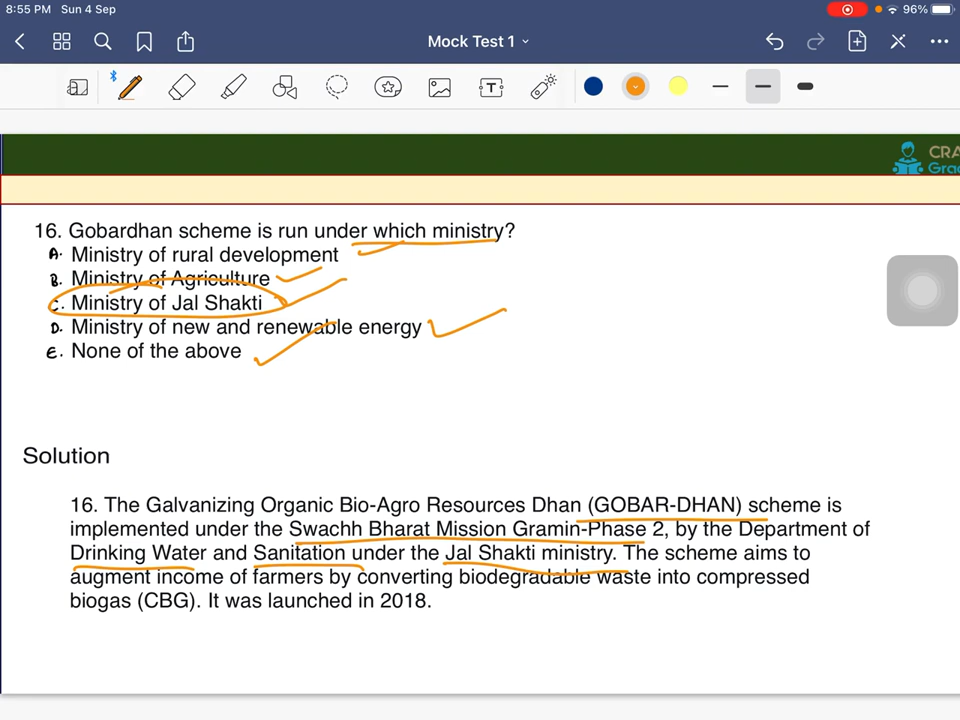 8:55 PM Sun 4 Sep
96%
Mock Test 1
CRA
Grad
16. Gobardhan scheme is run under which ministry?
A. Ministry of rural development
B. Ministry of Agriculture
C. Ministry of Jal Shakti
D. Ministry of new and renewable energy
E. None of the above
Solution
16. The Galvanizing Organic Bio-Agro Resources Dhan (GOBAR-DHAN) scheme is
implemented under the Swachh Bharat Mission Gramin-Phase 2, by the Department of
Drinking Water and Sanitation under the Jal Shakti ministry. The scheme aims to
augment income of farmers by converting biodegradable waste into compressed
biogas (CBG). It was launched in 2018.